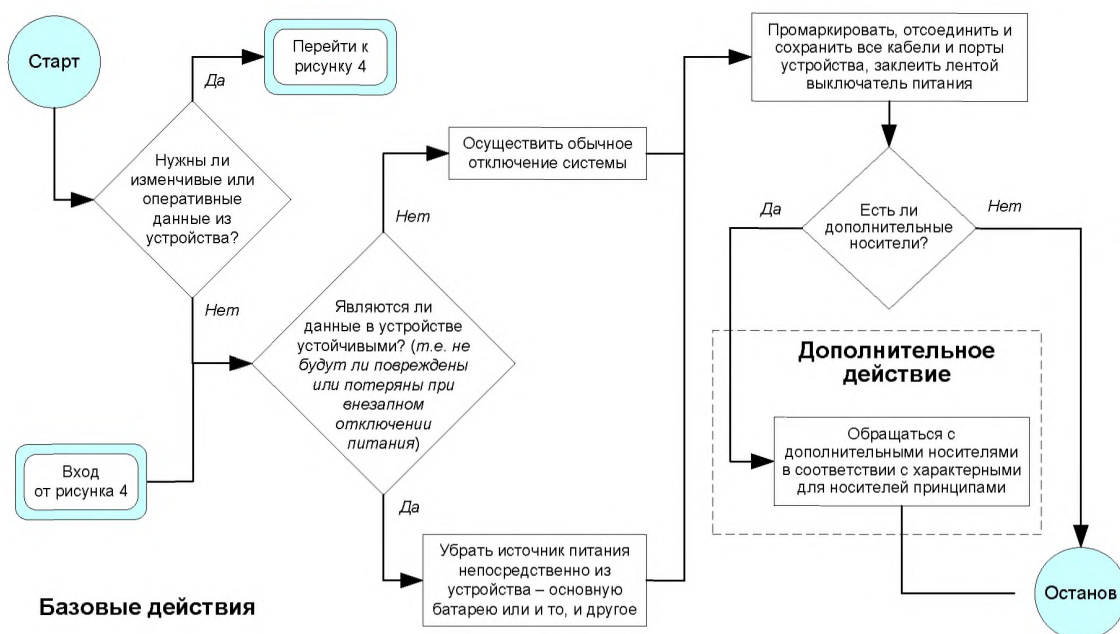 Старт
Перейти к
рисунку 4
Да
Нужны ли
изменчивые или
оперативные
данные из
устройства?
Нет
Вход
от рисунка 4
Базовые действия
Осуществить обычное
отключение системы
Нет
Являются ли
данные в устройстве
устойчивыми? (т.е. не
будут ли повреждены
или потеряны при
внезапном
отключении
питания)
Да
Убрать источник питания
непосредственно из
устройства – основную
батарею или и то, и другое
Промаркировать, отсоединить и
сохранить все кабели и порты
устройства, заклеить лентой
выключатель питания
Есть ли
дополнительные
носители?
Да
Нет
Дополнительное
действие
Обращаться с
дополнительными носителями
в соответствии с характерными
для носителей принципами
Останов